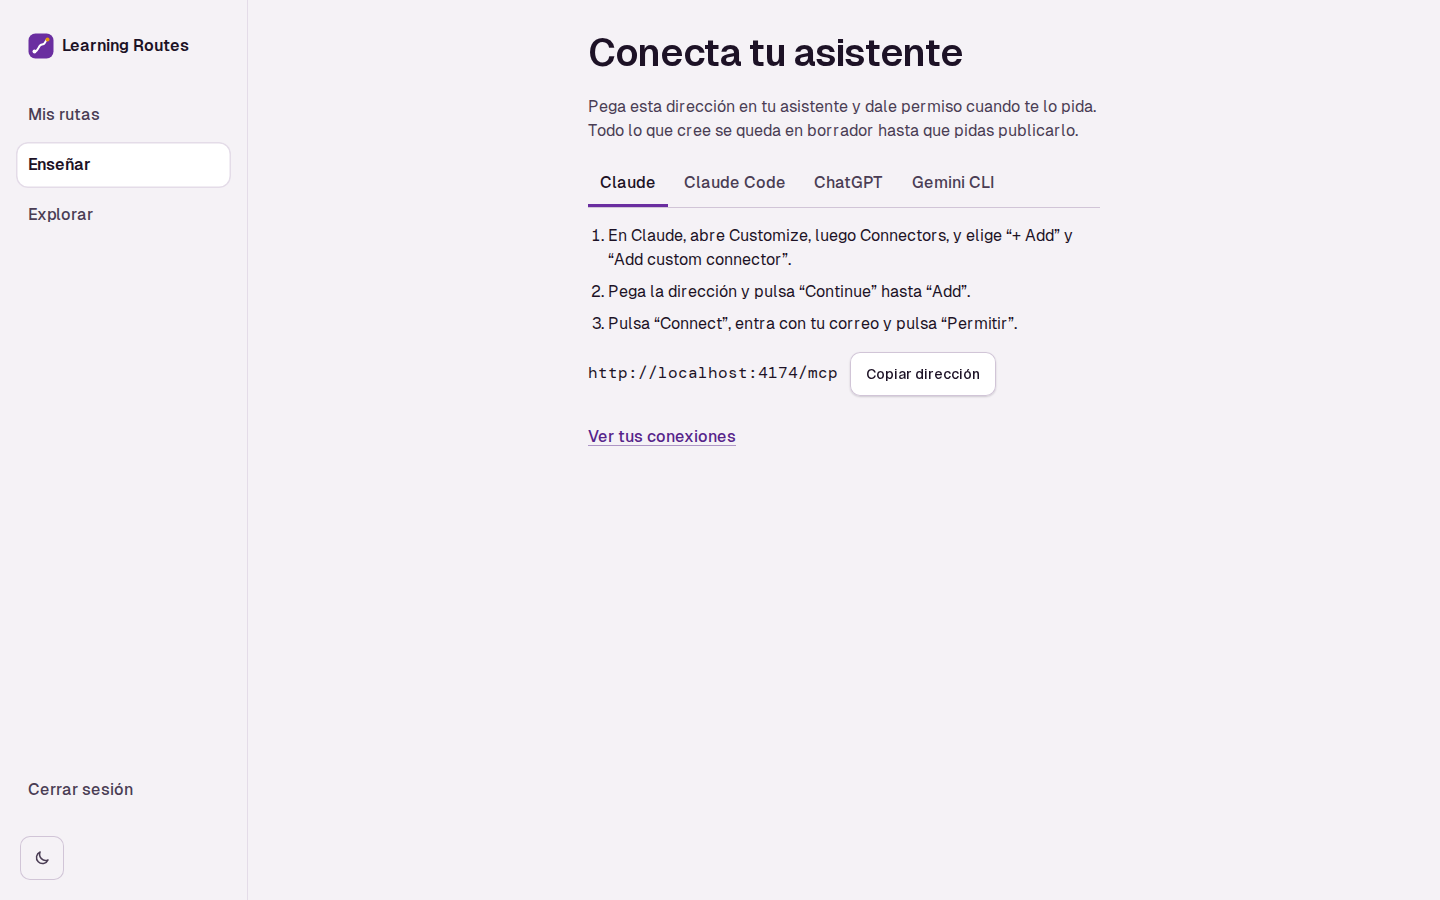 Learning Routes
Mis rutas
Enseñar
Explorar
Cerrar sesión
Conecta tu asistente
Pega esta dirección en tu asistente y dale permiso cuando te lo pida.
Todo lo que cree se queda en borrador hasta que pidas publicarlo.
Claude
Claude Code
ChatGPT
Gemini CLI
1. En Claude, abre Customize, luego Connectors, y elige “+ Add” y
“Add custom connector”.
2. Pega la dirección y pulsa “Continue” hasta “Add”.
3. Pulsa “Connect”, entra con tu correo y pulsa “Permitir”.
http://localhost:4174/mcp
Copiar dirección
Ver tus conexiones